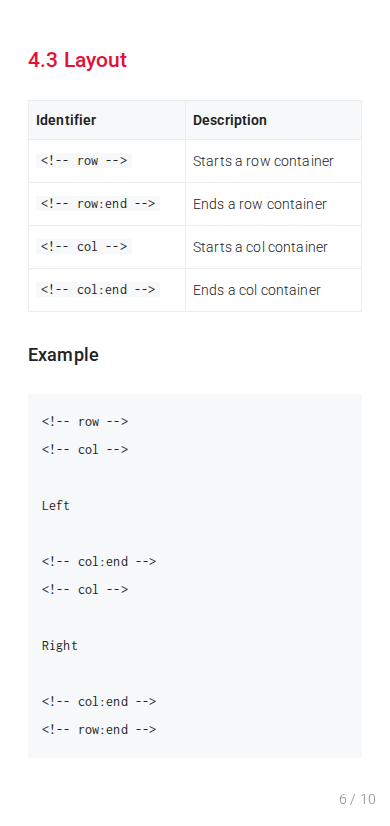 4.3 Layout
Identifier Description
<!-- row --> Starts a row container
<!-- row:end --> Ends a row container
<!-- col --> Starts a col container
<!-- col:end --> Ends a col container
Example
<!-- row -->
<!-- col -->
Left
<!-- col:end -->
<!-- col -->
Right
<!-- col:end -->
<!-- row:end -->
6 / 10